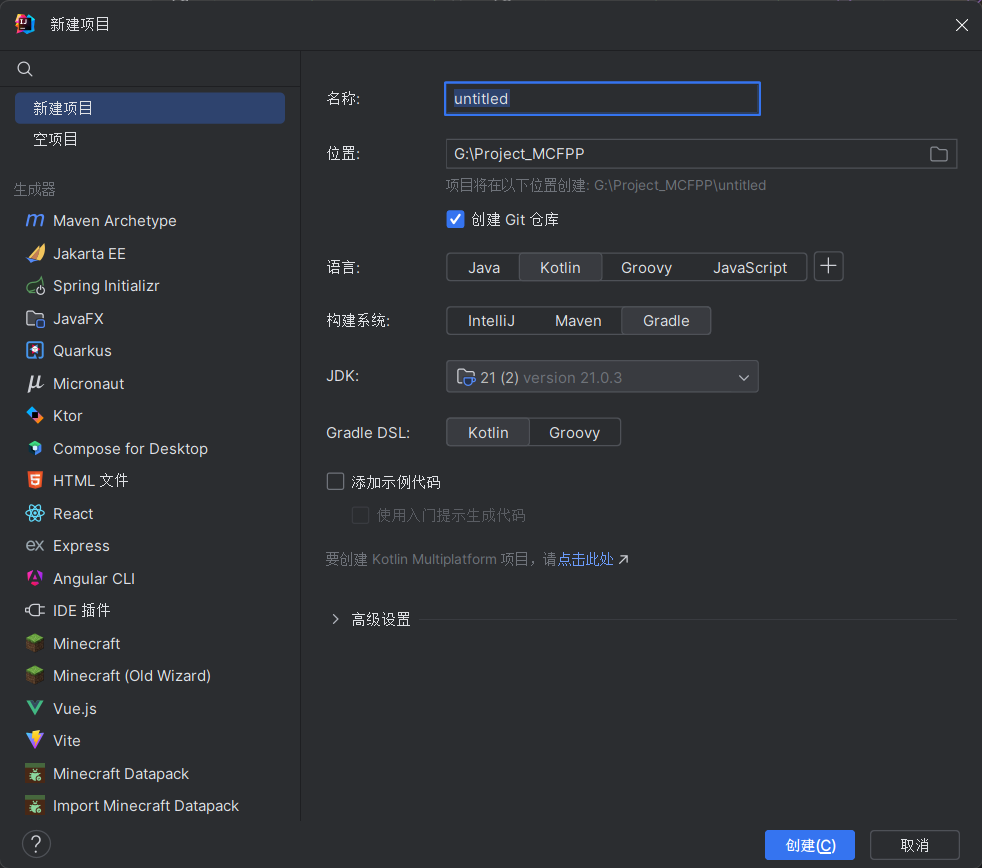 新建项目
新建项目
空项目
生成器
Maven Archetype
Jakarta EE
Spring Initializr
JavaFX
Quarkus
Micronaut
Ktor
Compose for Desktop
HTML 文件
React
Express
Angular CLI
IDE 插件
Minecraft
Minecraft (Old Wizard)
Vue.js
Vite
Minecraft Datapack
Import Minecraft Datapack
名称: untitled
位置: G:\Project_MCFPP
项目将在以下位置创建: G:\Project_MCFPP\untitled
创建 Git 仓库
语言: Java Kotlin Groovy JavaScript
构建系统: IntelliJ Maven Gradle
JDK: 21 (2) version 21.0.3
Gradle DSL: Kotlin Groovy
添加示例代码
使用入门提示生成代码
要创建 Kotlin Multiplatform 项目，请点击此处 ↗
高级设置
? 创建(C) 取消